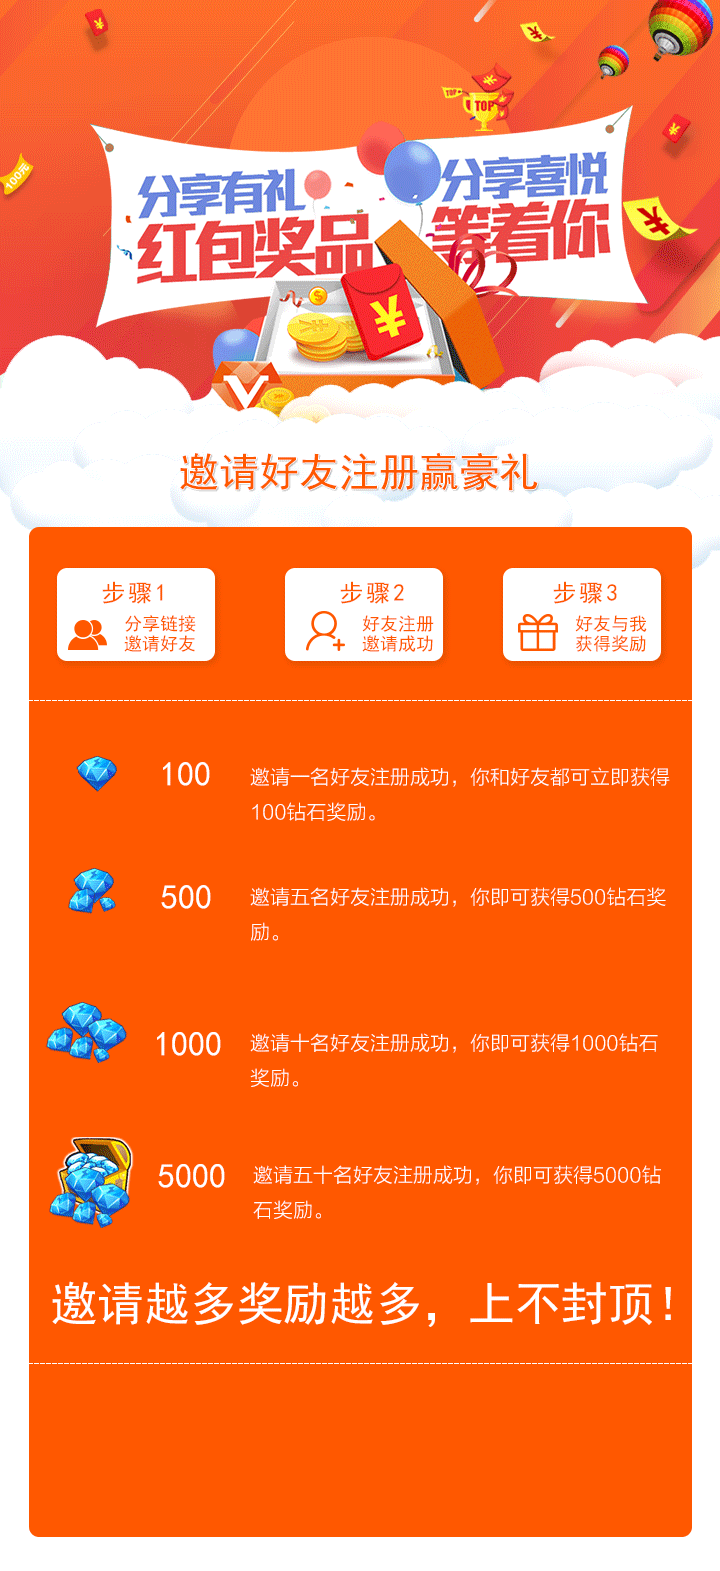 100元
TOP
TOP
分享有礼
分享喜悦
红包奖品
等着你
邀请好友注册赢豪礼
步骤1
分享链接
邀请好友
步骤2
好友注册
邀请成功
步骤3
好友与我
获得奖励
100
邀请一名好友注册成功，你和好友都可立即获得
100钻石奖励。
500
邀请五名好友注册成功，你即可获得500钻石奖
励。
1000
邀请十名好友注册成功，你即可获得1000钻石
奖励。
5000
邀请五十名好友注册成功，你即可获得5000钻
石奖励。
邀请越多奖励越多，上不封顶！